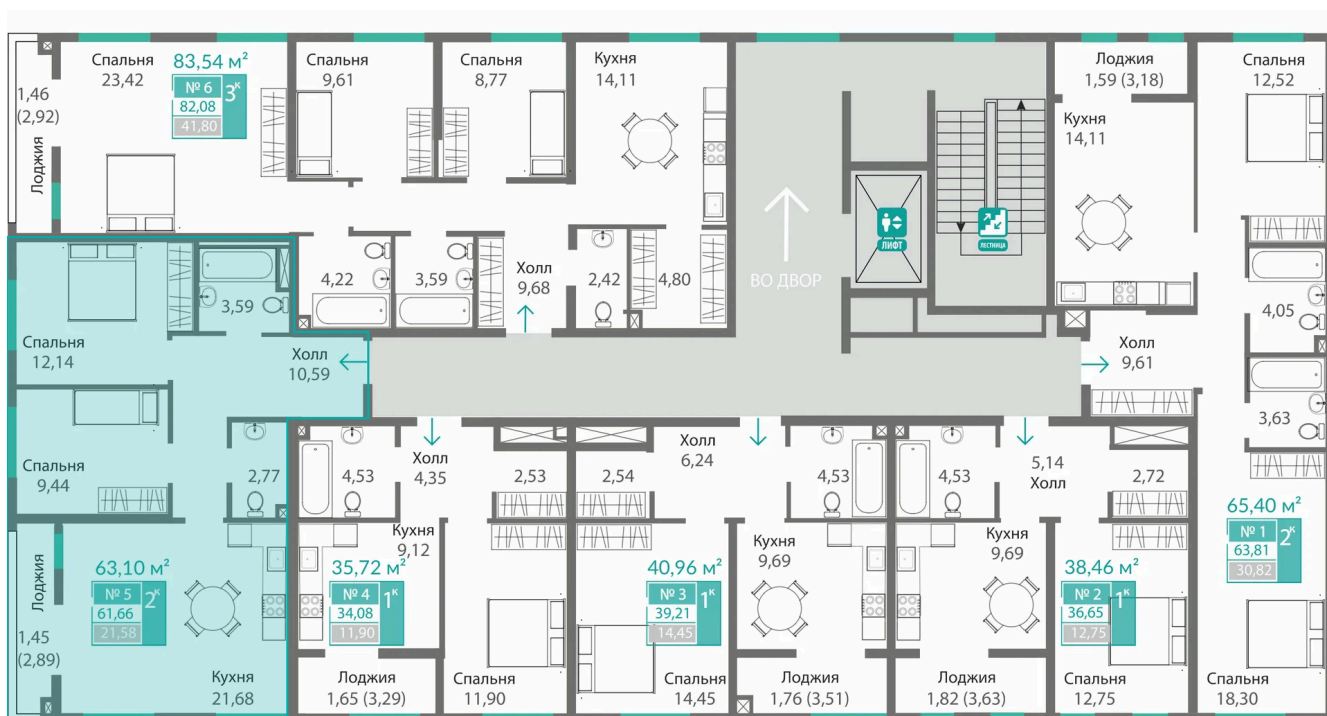 Спальня
23,42
83,54 м²
№ 6
82,08
41,80
3к
1,46
(2,92)
Лоджия
Спальня
9,61
Спальня
8,77
Кухня
14,11
4,22
3,59
Холл
9,68
2,42
4,80
ВО ДВОР
ЛИФТ
ЛЕСТНИЦА
Лоджия
1,59 (3,18)
Кухня
14,11
Спальня
12,52
4,05
Холл
9,61
3,63
3,59
Спальня
12,14
Холл
10,59
Спальня
9,44
2,77
Лоджия
1,45
(2,89)
63,10 м²
№ 5
61,66
21,58
2к
Кухня
21,68
4,53
Холл
4,35
2,53
Кухня
9,12
35,72 м²
№ 4
34,08
11,90
1к
Лоджия
1,65 (3,29)
Спальня
11,90
2,54
Холл
6,24
4,53
40,96 м²
№ 3
39,21
14,45
1к
Кухня
9,69
Спальня
14,45
Лоджия
1,76 (3,51)
4,53
5,14
Холл
2,72
Кухня
9,69
38,46 м²
№ 2
36,65
12,75
1к
Лоджия
1,82 (3,63)
Спальня
12,75
65,40 м²
№ 1
63,81
30,82
2к
Спальня
18,30